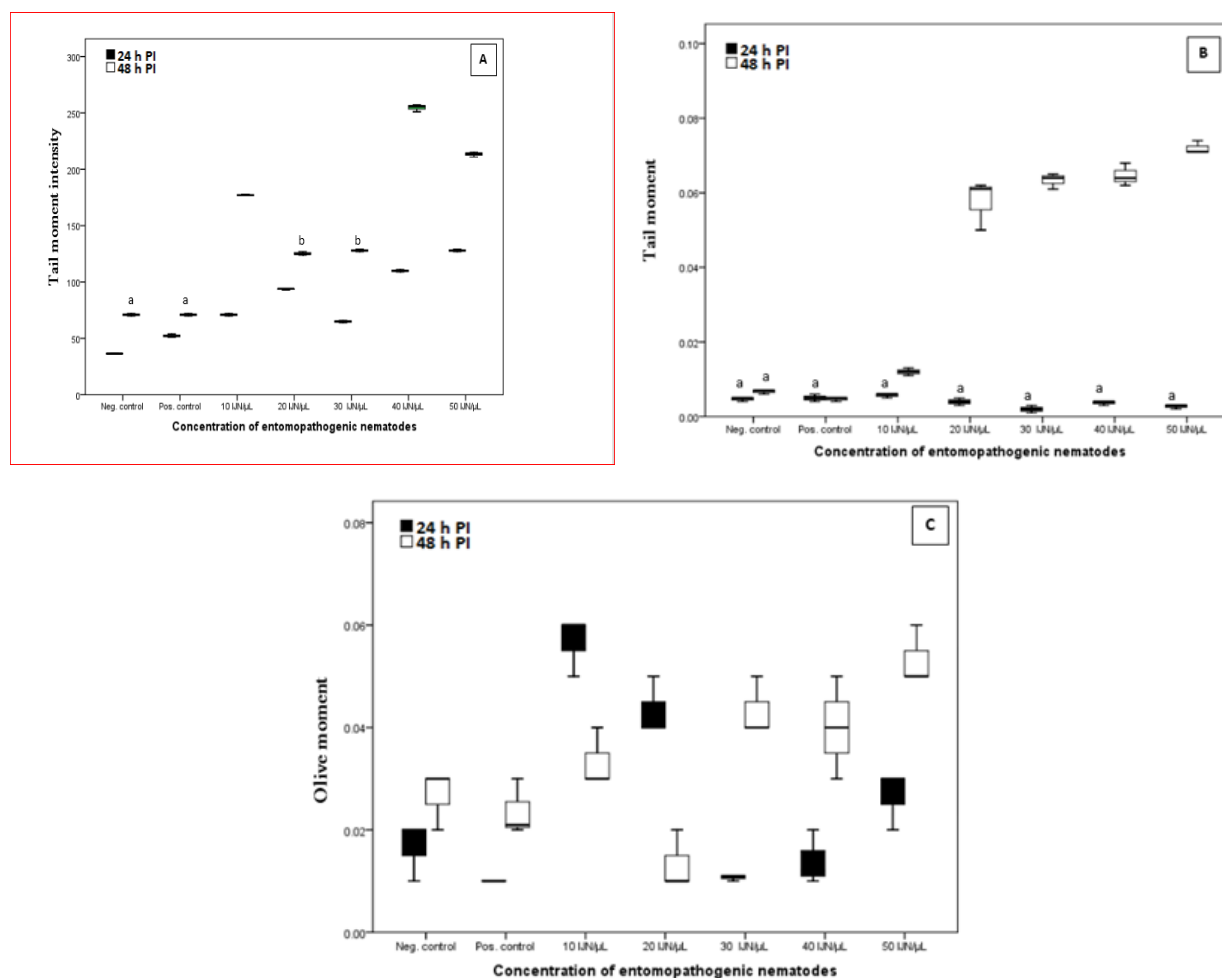 300
250
200
150
100
50
0
Tail moment intensity
24 h PI
48 h PI
A
a
a
b
b
Neg. control Pos. control 10 IJN/µL 20 IJN/µL 30 IJN/µL 40 IJN/µL 50 IJN/µL
Concentration of entomopathogenic nematodes
0.10
0.08
0.06
0.04
0.02
0.00
Tail moment
24 h PI
48 h PI
B
a a a a a a a
Neg. control Pos. control 10 IJN/µL 20 IJN/µL 30 IJN/µL 40 IJN/µL 50 IJN/µL
Concentration of entomopathogenic nematodes
0.08
0.06
0.04
0.02
0.00
Olive moment
24 h PI
48 h PI
C
Neg. control Pos. control 10 IJN/µL 20 IJN/µL 30 IJN/µL 40 IJN/µL 50 IJN/µL
Concentration of entomopathogenic nematodes